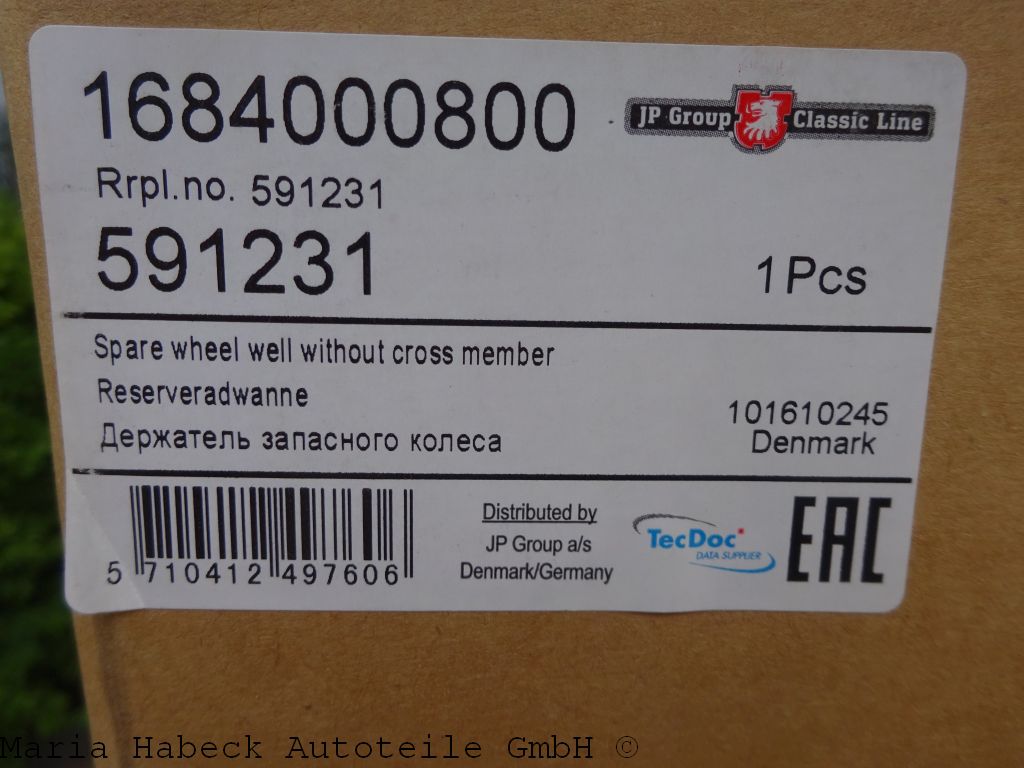 1684000800
JP Group Classic Line
Rrpl.no. 591231
591231
1 Pcs
Spare wheel well without cross member
Reserveradwanne
Держатель запасного колеса
101610245
Denmark
5 710412 497606
Distributed by
JP Group a/s
Denmark/Germany
TecDoc
DATA SUPPLIER
EAC
Maria Habeck Autoteile GmbH ©